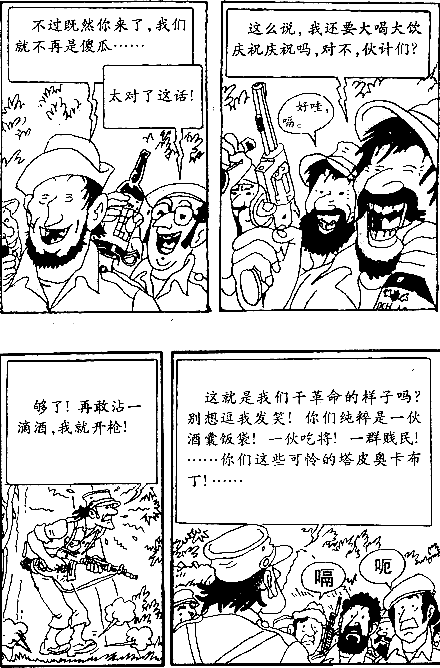 不过既然你来了，我们
就不再是傻瓜……
太对了这话！
这么说，我还要大喝大饮
庆祝庆祝吗，对不，伙计们？
好哇，
嗝。
够了！再敢沾一
滴酒，我就开枪！
这就是我们干革命的样子吗？
别想逗我发笑！你们纯粹是一伙
酒囊饭袋！一伙吃将！一群贱民！
……你们这些可怜的塔皮奥卡布
丁！……
嗝
呃